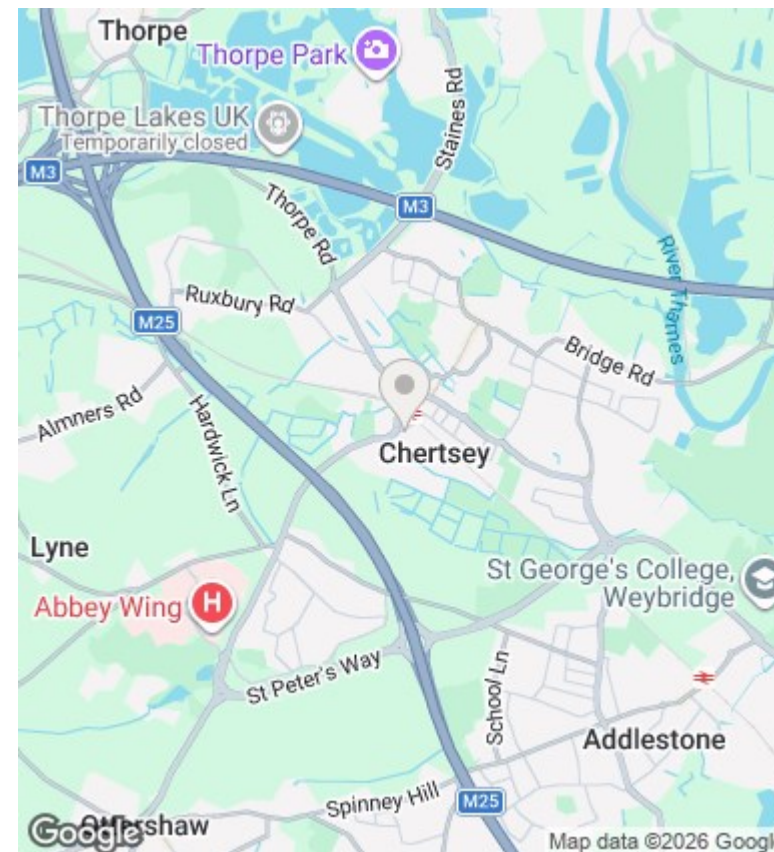 Thorpe
Thorpe Park
Thorpe Lakes UK
Temporarily closed
Staines Rd
M3
M3
Thorpe Rd
River Thames
Ruxbury Rd
M25
Bridge Rd
Almners Rd
Hardwick Ln
Chertsey
Lyne
St George's College,
Weybridge
Abbey Wing
H
St Peter's Way
School Ln
Addlestone
Spinney Hill
M25
Google
Map data ©2026 Googl